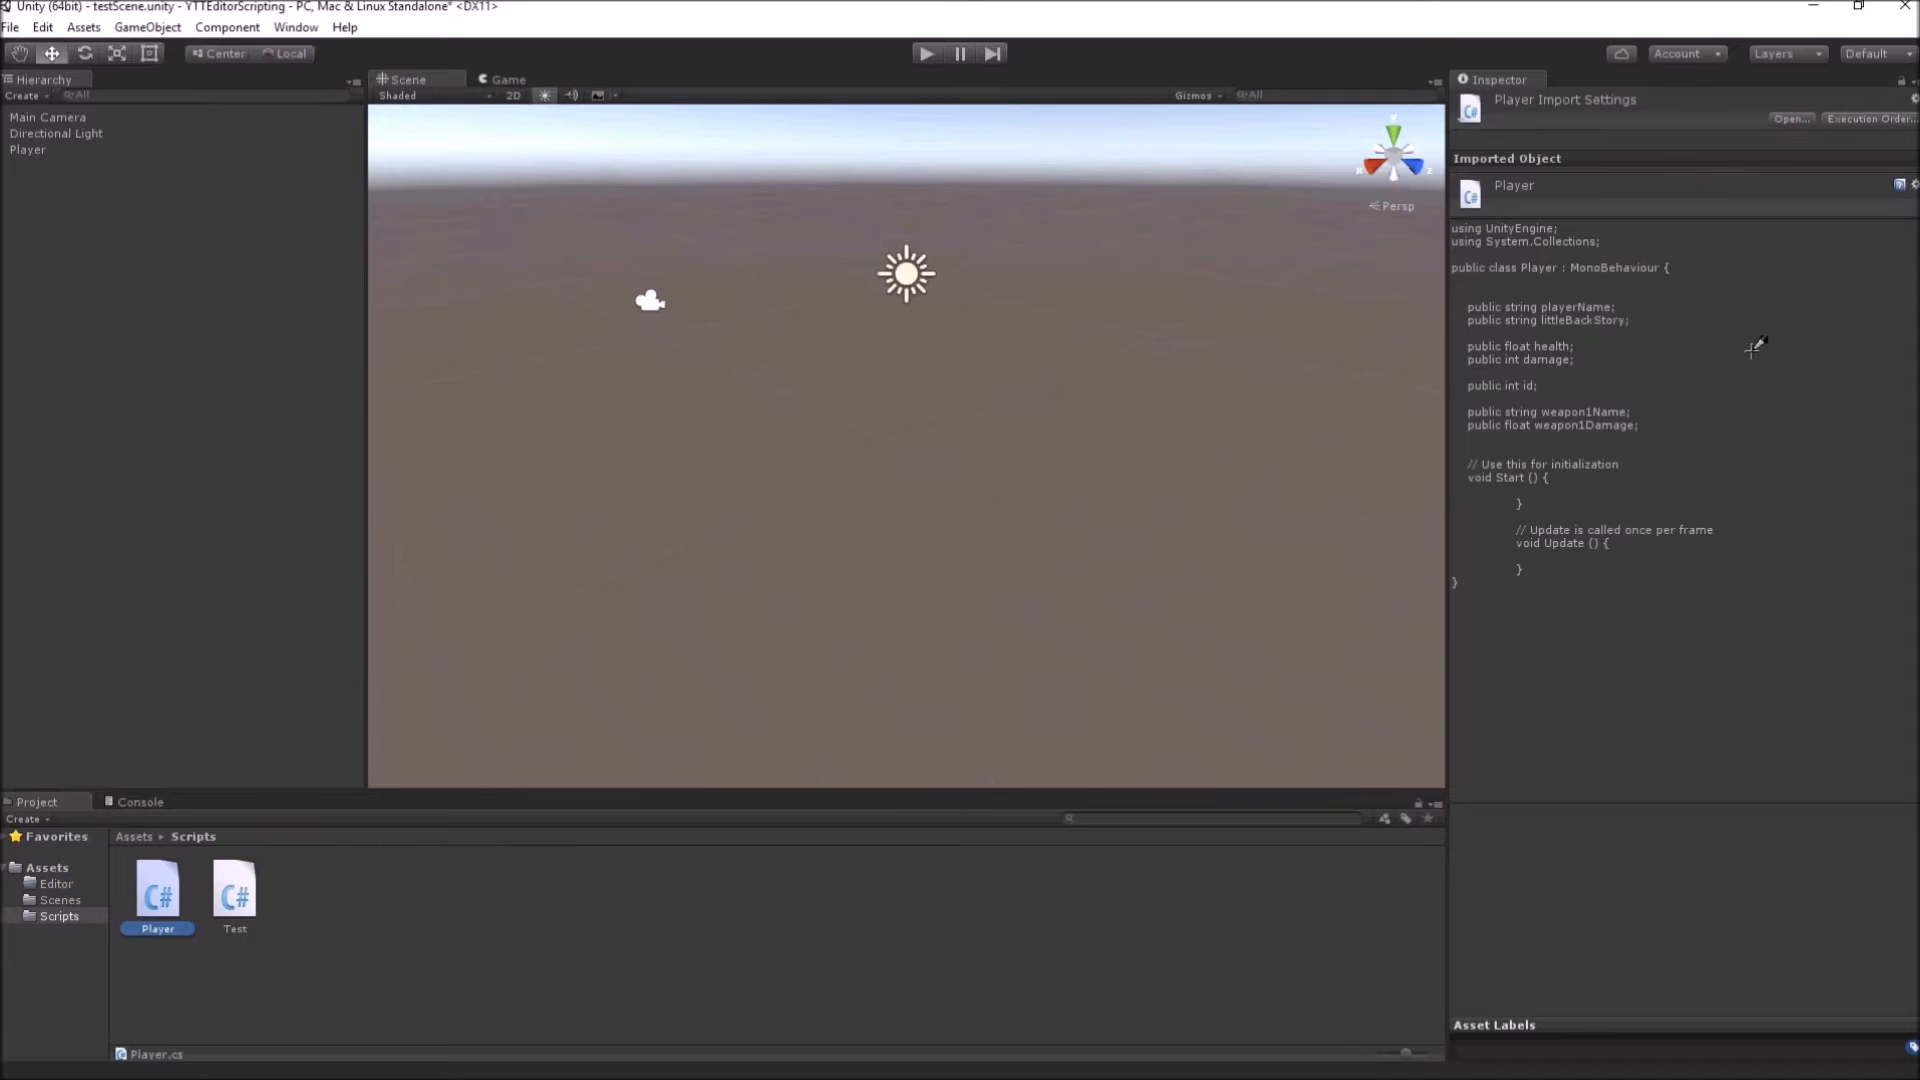 Unity (64bit) - testScene.unity - YTTEditorScripting - PC, Mac & Linux Standalone* <DX11>
File Edit Assets GameObject Component Window Help
Center Local
Account Layers Default
Hierarchy
Create All
Main Camera
Directional Light
Player
Scene Game
Shaded 2D Gizmos All
y
x z
Persp
Inspector
Player Import Settings
Open... Execution Order...
Imported Object
Player
C#
using UnityEngine;
using System.Collections;
public class Player : MonoBehaviour {
public string playerName;
public string littleBackStory;
public float health;
public int damage;
public int id;
public string weapon1Name;
public float weapon1Damage;
// Use this for initialization
void Start () {
}
// Update is called once per frame
void Update () {
}
}
Project Console
Create
Favorites
Assets
Editor
Scenes
Scripts
Assets Scripts
C# C#
Player Test
Player.cs
Asset Labels